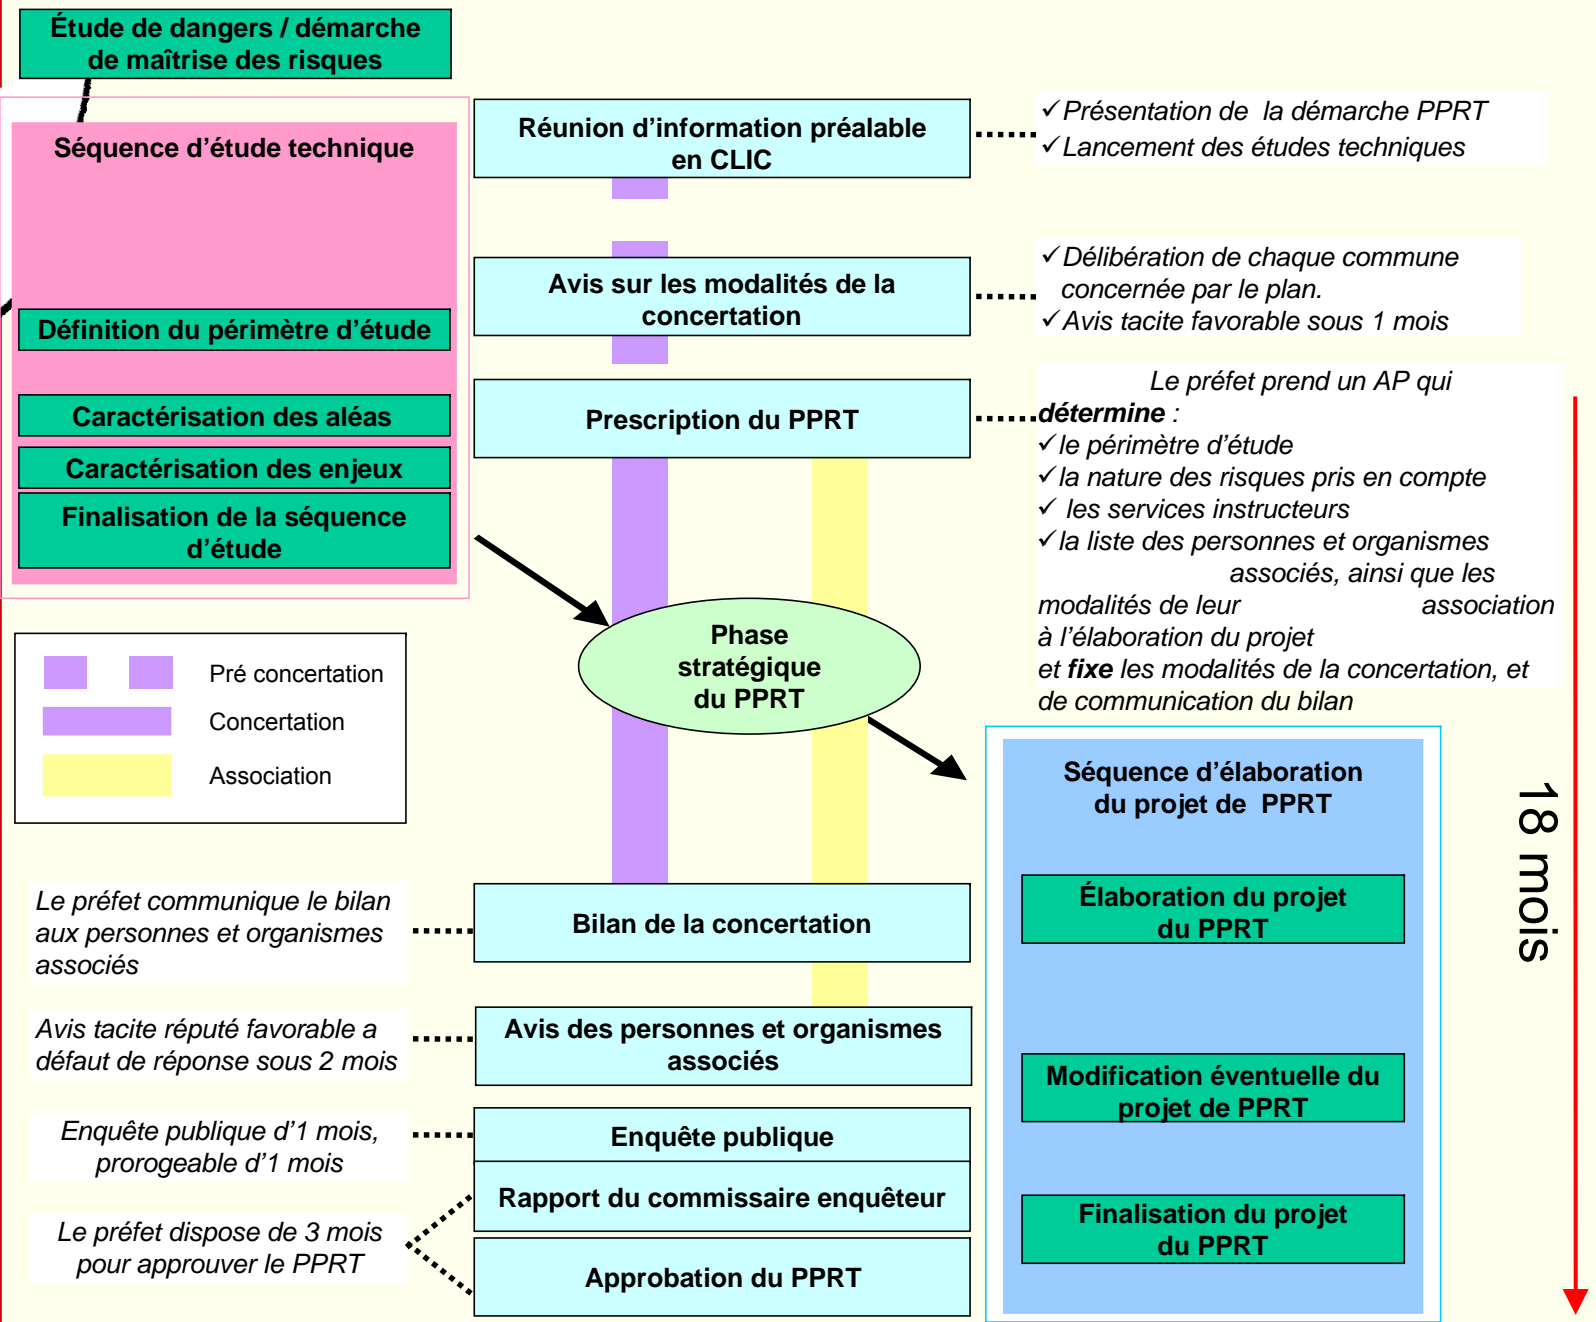 Étude de dangers / démarche
de maîtrise des risques
Séquence d'étude technique
Définition du périmètre d'étude
Caractérisation des aléas
Caractérisation des enjeux
Finalisation de la séquence
d'étude
Réunion d'information préalable
en CLIC
✓Présentation de  la démarche PPRT
✓Lancement des études techniques
Avis sur les modalités de la
concertation
✓Délibération de chaque commune
concernée par le plan.
✓Avis tacite favorable sous 1 mois
Prescription du PPRT
Le préfet prend un AP qui
détermine :
✓le périmètre d'étude
✓la nature des risques pris en compte
✓ les services instructeurs
✓la liste des personnes et organismes
associés, ainsi que les
modalités de leur association
à l'élaboration du projet
et fixe les modalités de la concertation, et
de communication du bilan
Phase
stratégique
du PPRT
Pré concertation
Concertation
Association
Séquence d'élaboration
du projet de  PPRT
Élaboration du projet
du PPRT
Modification éventuelle du
projet de PPRT
Finalisation du projet
du PPRT
18 mois
Le préfet communique le bilan
aux personnes et organismes
associés
Bilan de la concertation
Avis tacite réputé favorable a
défaut de réponse sous 2 mois
Avis des personnes et organismes
associés
Enquête publique d'1 mois,
prorogeable d'1 mois
Enquête publique
Rapport du commissaire enquêteur
Le préfet dispose de 3 mois
pour approuver le PPRT
Approbation du PPRT